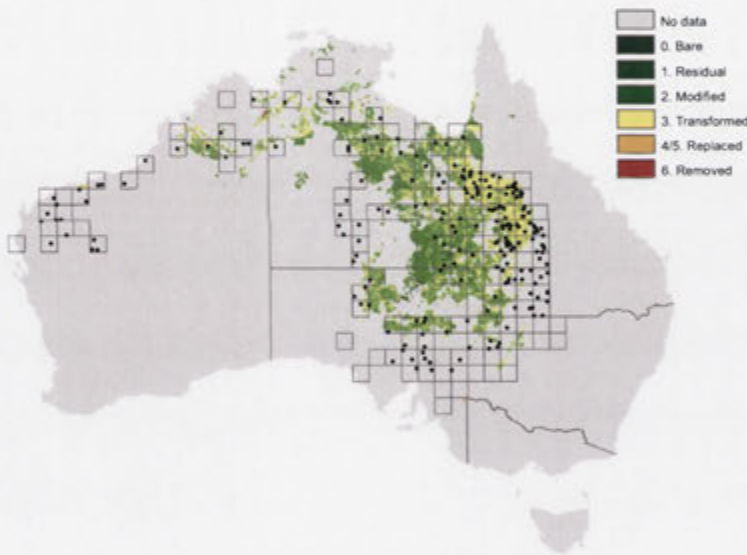 No data
0. Bare
1. Residual
2. Modified
3. Transformed
4/5. Replaced
6. Removed